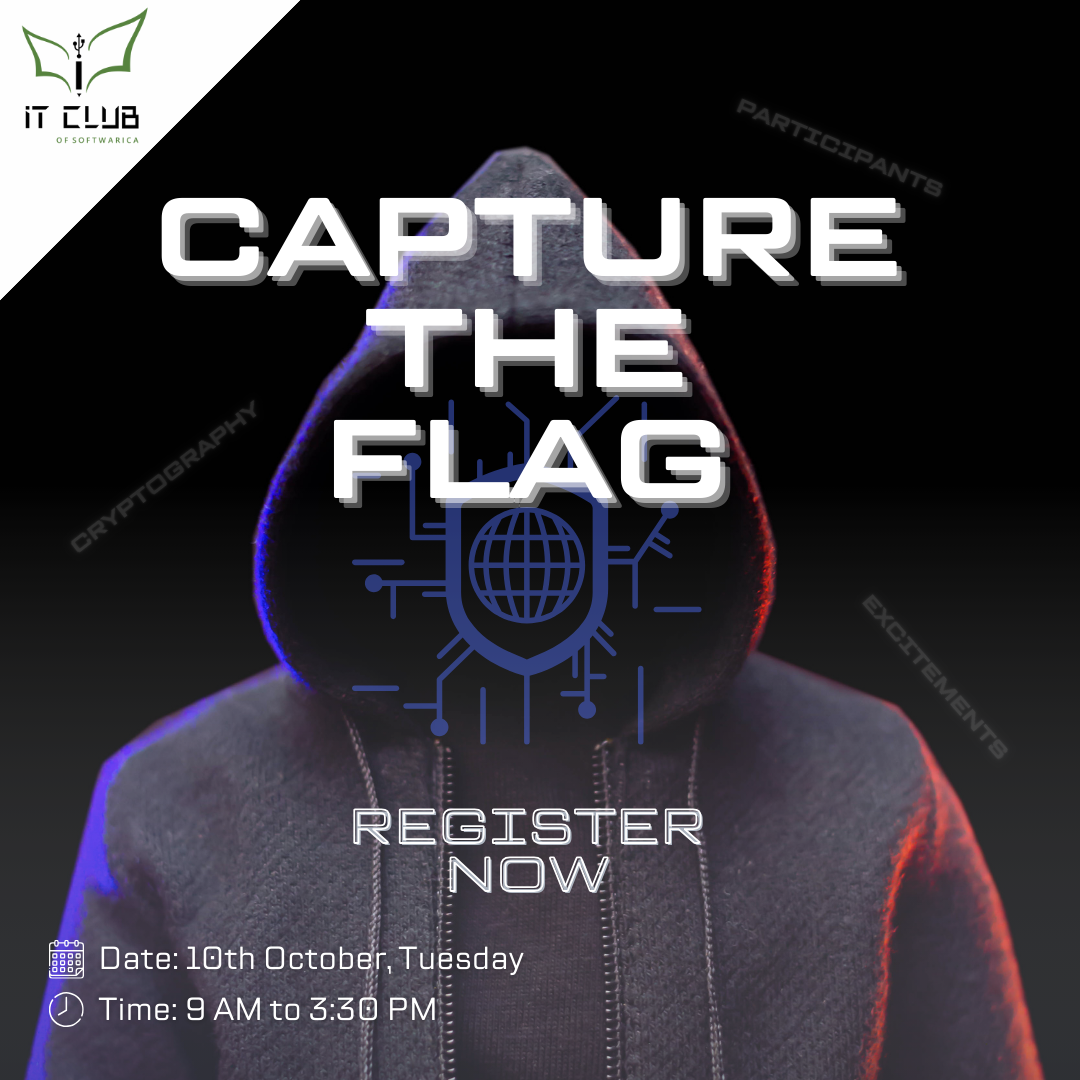 iT CLUB
OF SOFTWARICA
PARTICIPANTS
CAPTURE
THE
FLAG
CRYPTOGRAPHY
EXCITEMENTS
REGISTER
NOW
Date: 10th October, Tuesday
Time: 9 AM to 3:30 PM